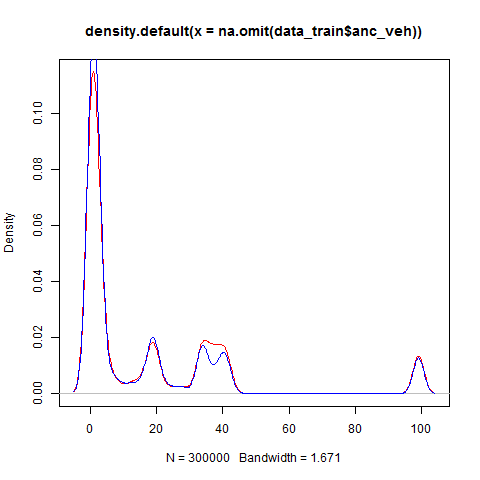 density.default(x = na.omit(data_train$anc_veh))
Density
0.00
0.02
0.04
0.06
0.08
0.10
0 20 40 60 80 100
N = 300000 Bandwidth = 1.671